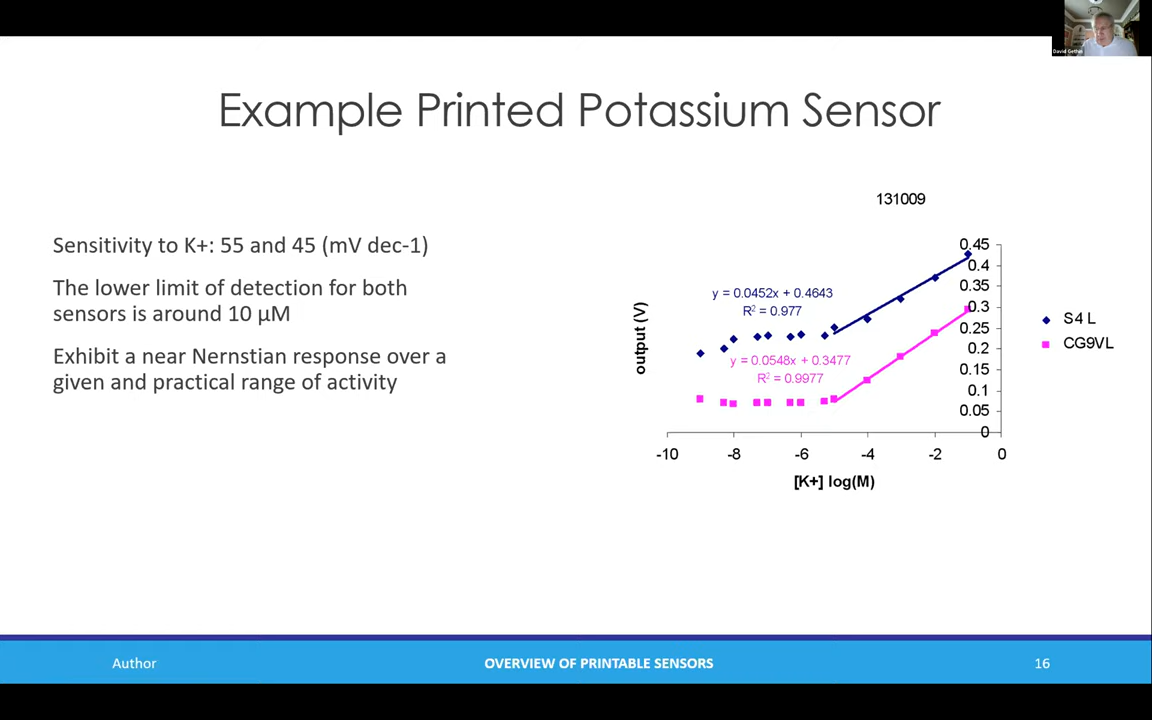 David Gethin
Example Printed Potassium Sensor
Sensitivity to K+: 55 and 45 (mV dec-1)
The lower limit of detection for both
sensors is around 10 µM
Exhibit a near Nernstian response over a
given and practical range of activity
131009
output (V)
y = 0.0452x + 0.4643
R² = 0.977
y = 0.0548x + 0.3477
R² = 0.9977
0.45
0.4
0.35
0.3
0.25
0.2
0.15
0.1
0.05
0
-10 -8 -6 -4 -2 0
[K+] log(M)
S4 L
CG9VL
Author OVERVIEW OF PRINTABLE SENSORS 16